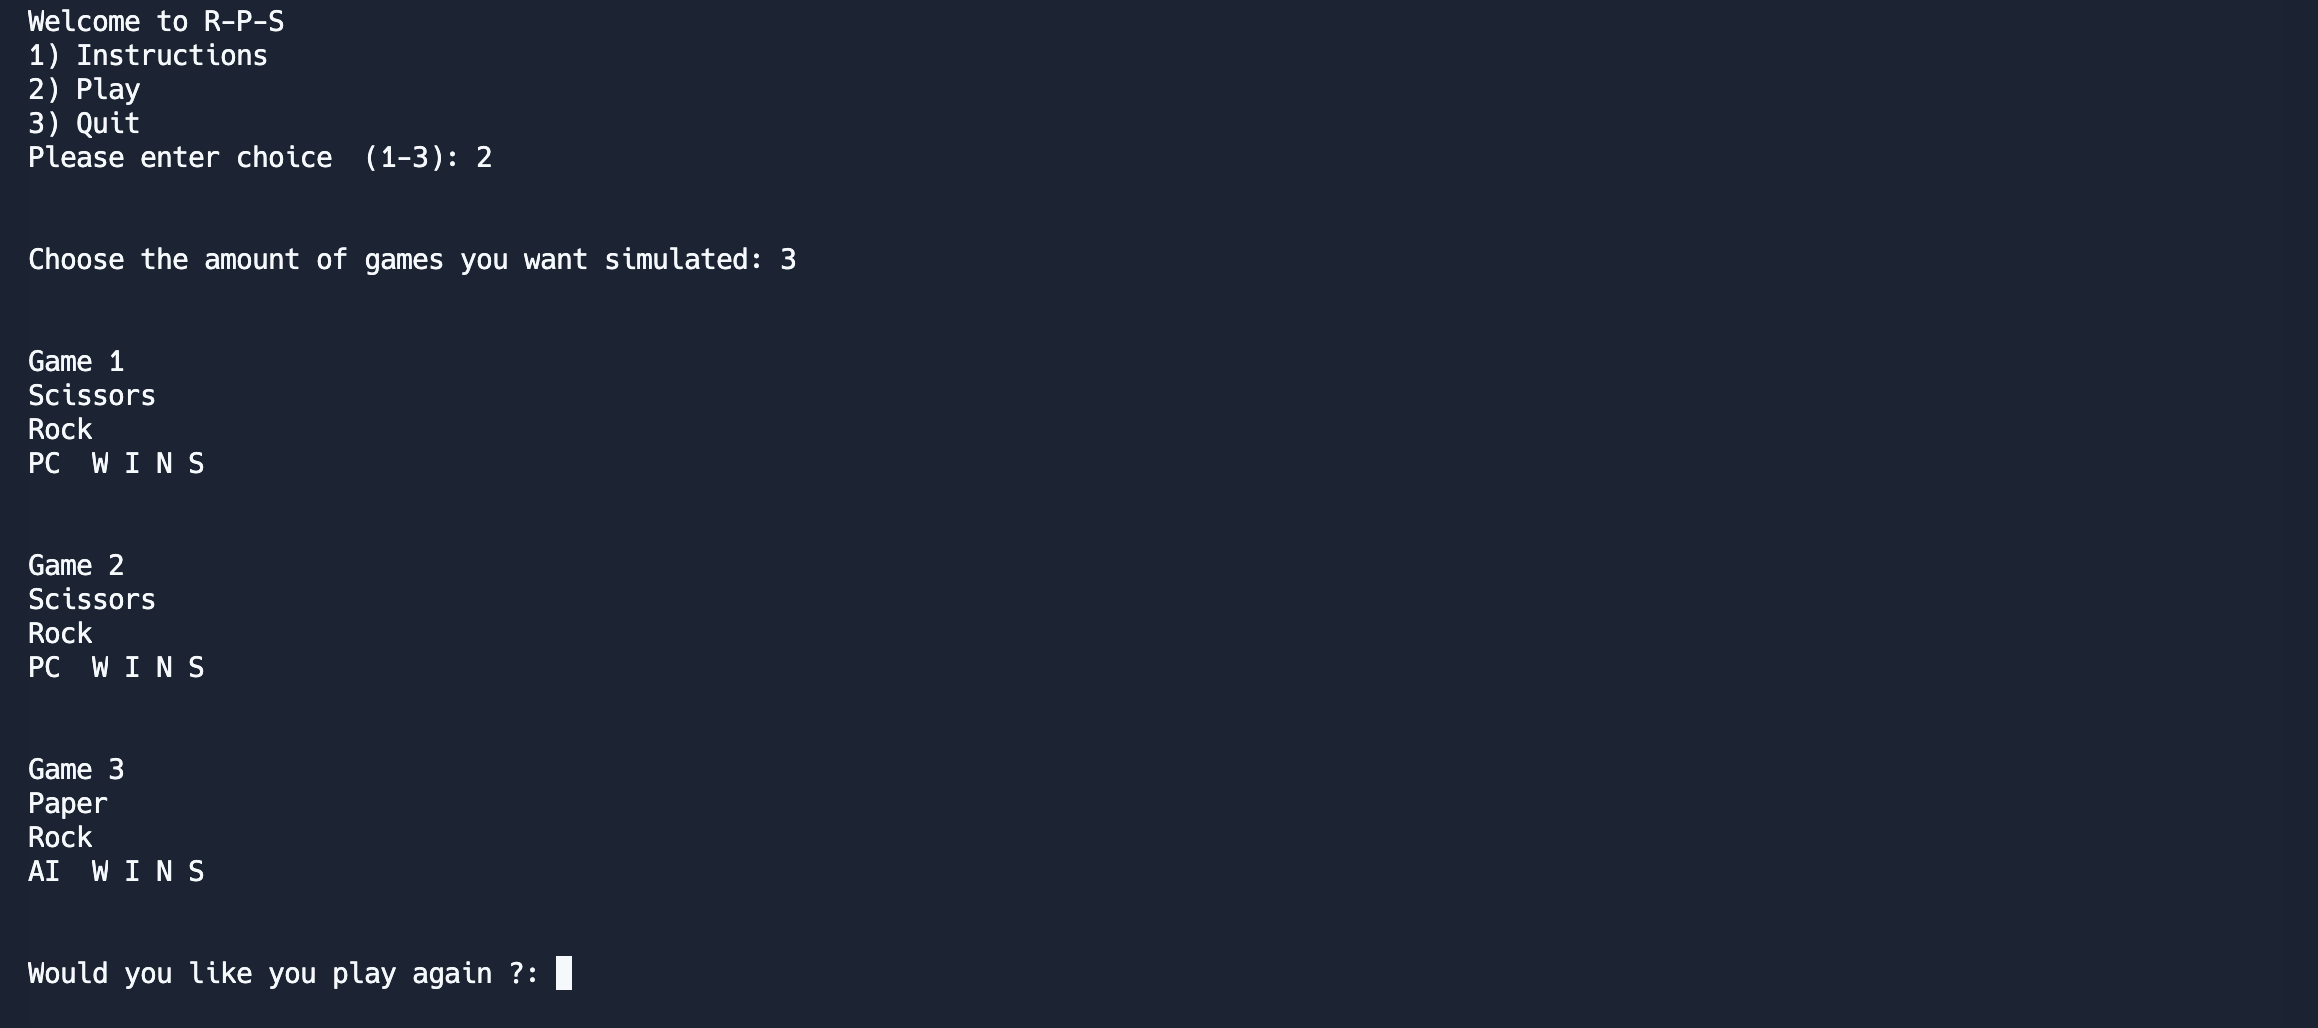 Welcome to R-P-S
1) Instructions
2) Play
3) Quit
Please enter choice  (1-3): 2
Choose the amount of games you want simulated: 3
Game 1
Scissors
Rock
PC  W I N S
Game 2
Scissors
Rock
PC  W I N S
Game 3
Paper
Rock
AI  W I N S
Would you like you play again ?: